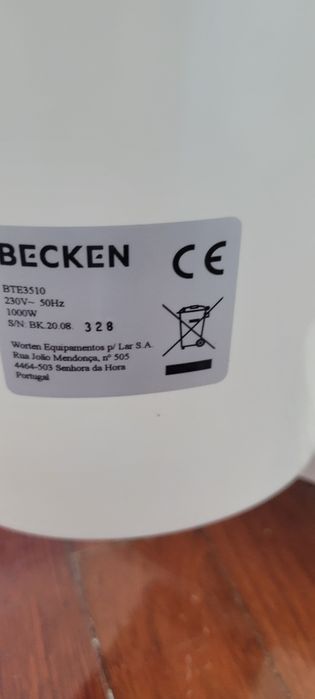 BECKEN
CE
BTE3510
230V~ 50Hz
1000W
S/N: BK.20.08. 328
Worten Equipamentos p/ Lar S.A.
Rua João Mendonça, nº 505
4464-503 Senhora da Hora
Portugal